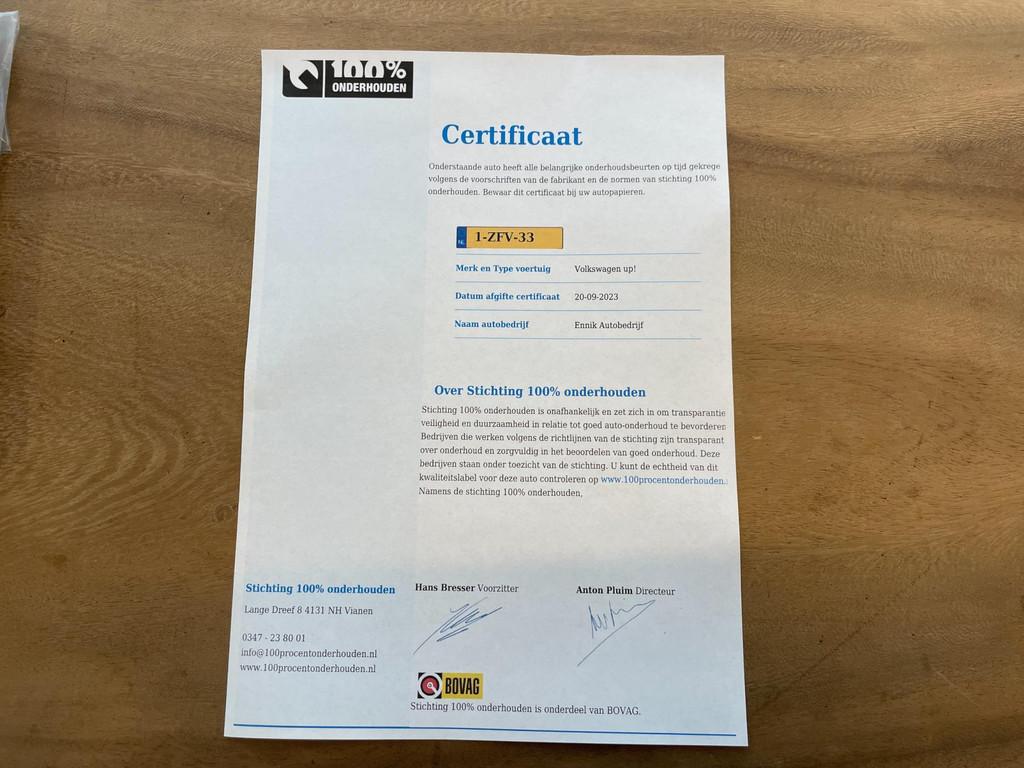 100%
ONDERHOUDEN
Certificaat
Onderstaande auto heeft alle belangrijke onderhoudsbeurten op tijd gekrege
volgens de voorschriften van de fabrikant en de normen van stichting 100%
onderhouden. Bewaar dit certificaat bij uw autopapieren.
NL 1-ZFV-33
Merk en Type voertuig Volkswagen up!
Datum afgifte certificaat 20-09-2023
Naam autobedrijf Ennik Autobedrijf
Over Stichting 100% onderhouden
Stichting 100% onderhouden is onafhankelijk en zet zich in om transparantie
veiligheid en duurzaamheid in relatie tot goed auto-onderhoud te bevorderen
Bedrijven die werken volgens de richtlijnen van de stichting zijn transparant
over onderhoud en zorgvuldig in het beoordelen van goed onderhoud. Deze
bedrijven staan onder toezicht van de stichting. U kunt de echtheid van dit
kwaliteitslabel voor deze auto controleren op www.100procentonderhouden.
Namens de stichting 100% onderhouden,
Hans Bresser Voorzitter
Anton Pluim Directeur
Stichting 100% onderhouden
Lange Dreef 8 4131 NH Vianen
0347 - 23 80 01
info@100procentonderhouden.nl
www.100procentonderhouden.nl
BOVAG
Stichting 100% onderhouden is onderdeel van BOVAG.